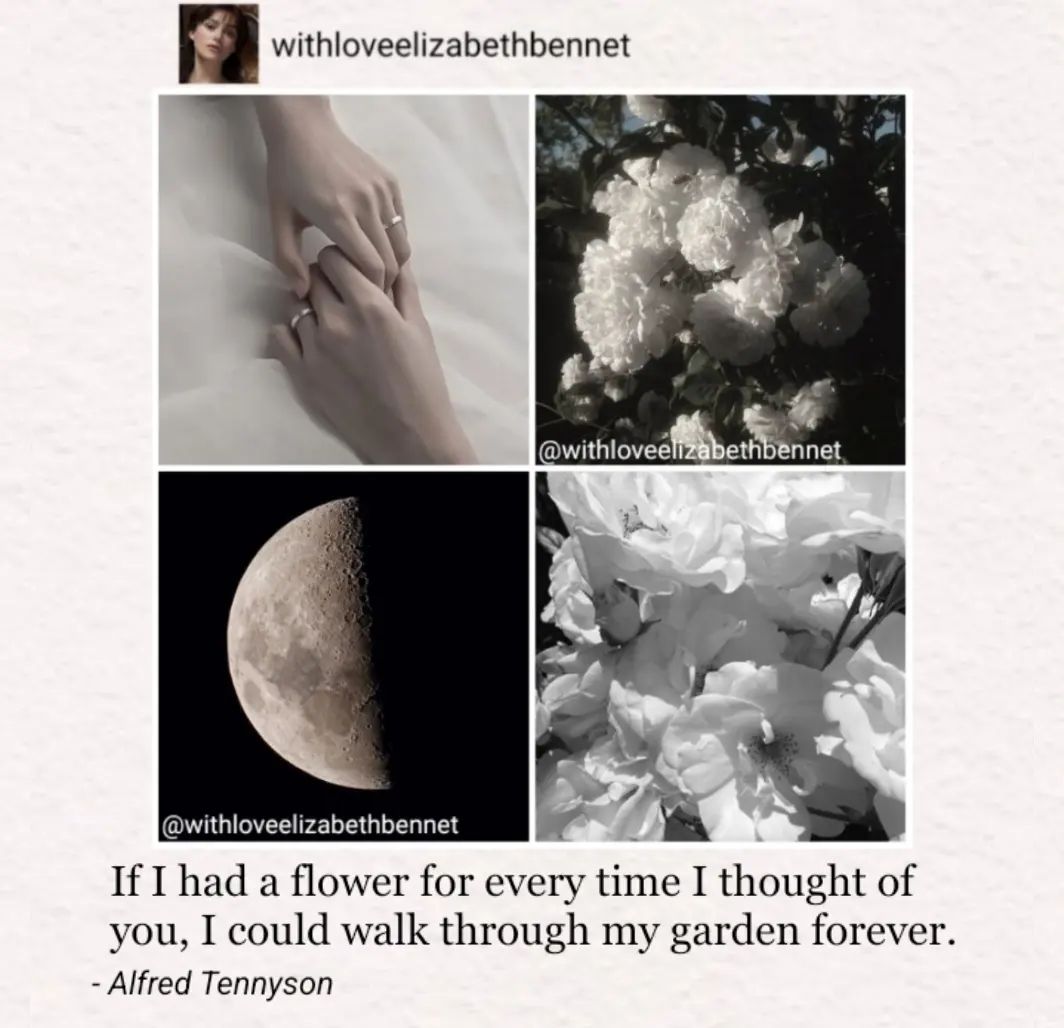 withloveelizabethbennet
@withloveelizabethbennet
@withloveelizabethbennet
If I had a flower for every time I thought of
you, I could walk through my garden forever.
- Alfred Tennyson